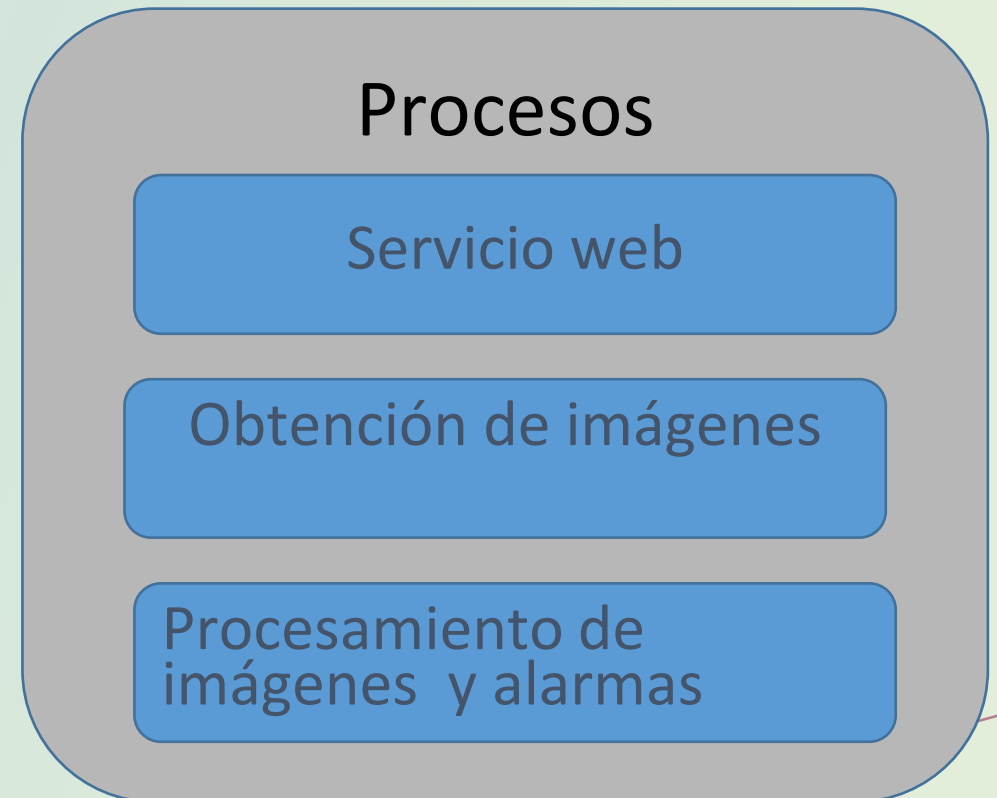 Procesos
Servicio web
Obtención de imágenes
Procesamiento de
imágenes  y alarmas